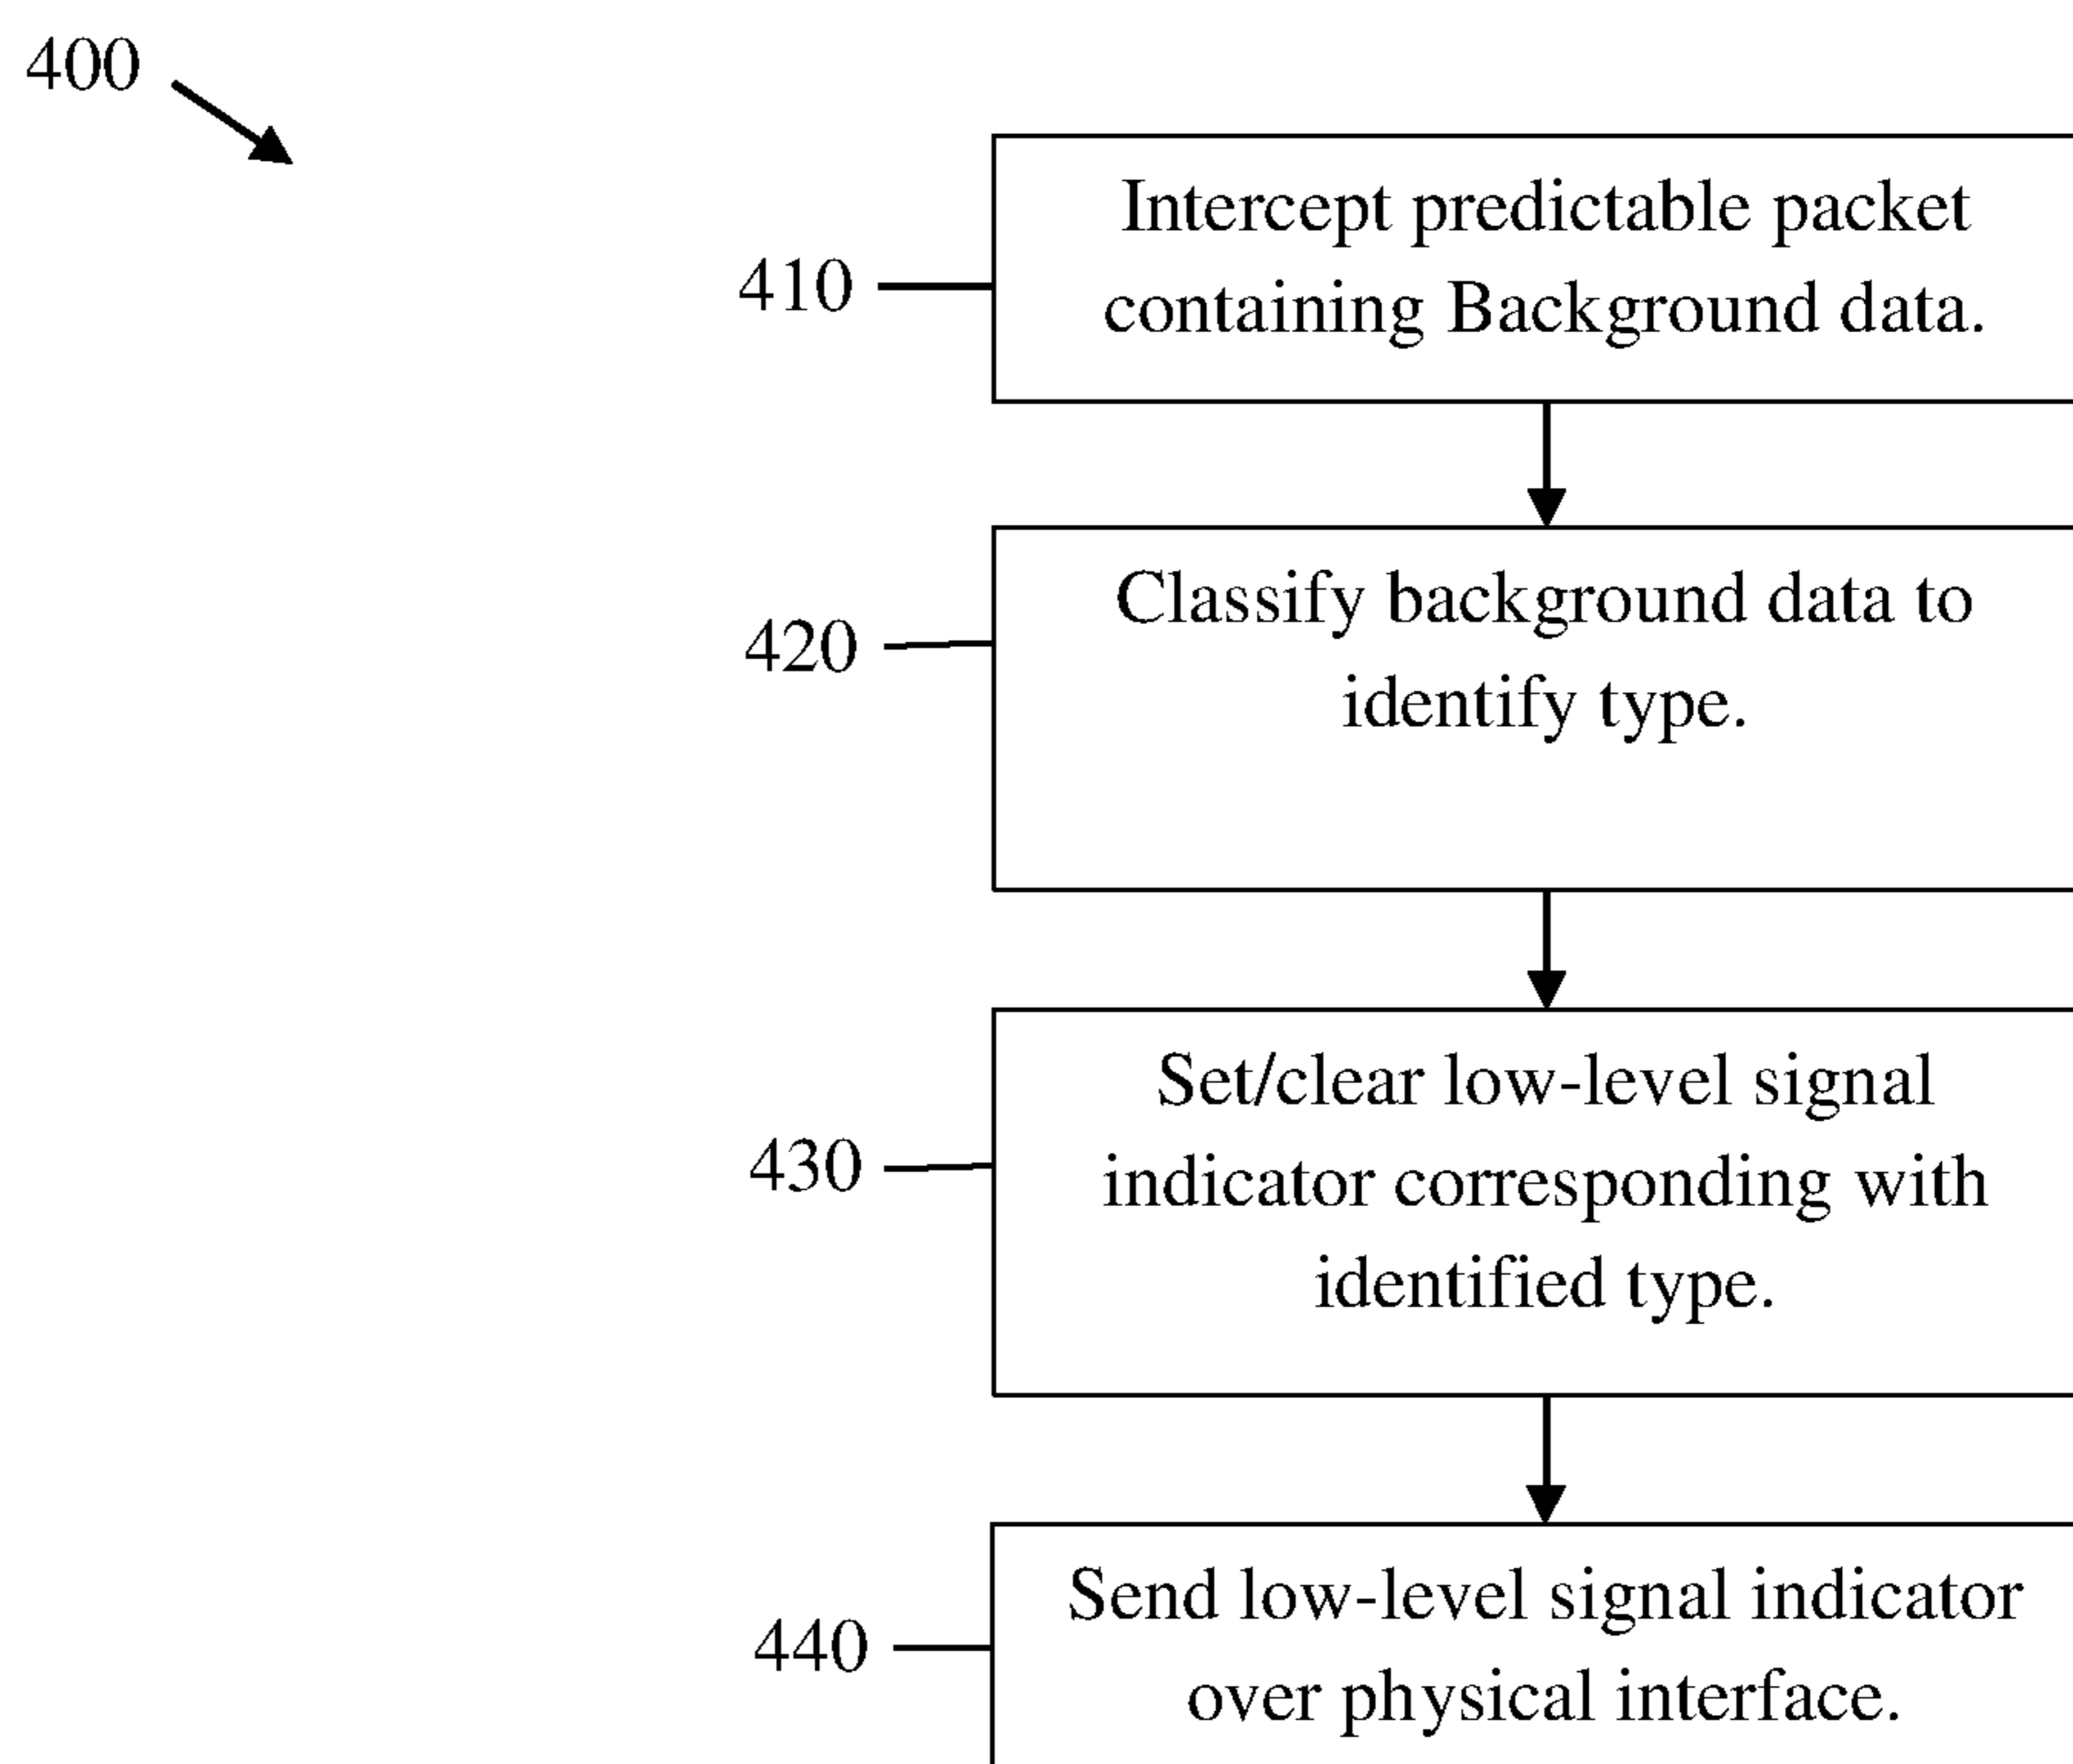 400
410
Intercept predictable packet
containing Background data.
420
Classify background data to
identify type.
430
Set/clear low-level signal
indicator corresponding with
identified type.
440
Send low-level signal indicator
over physical interface.